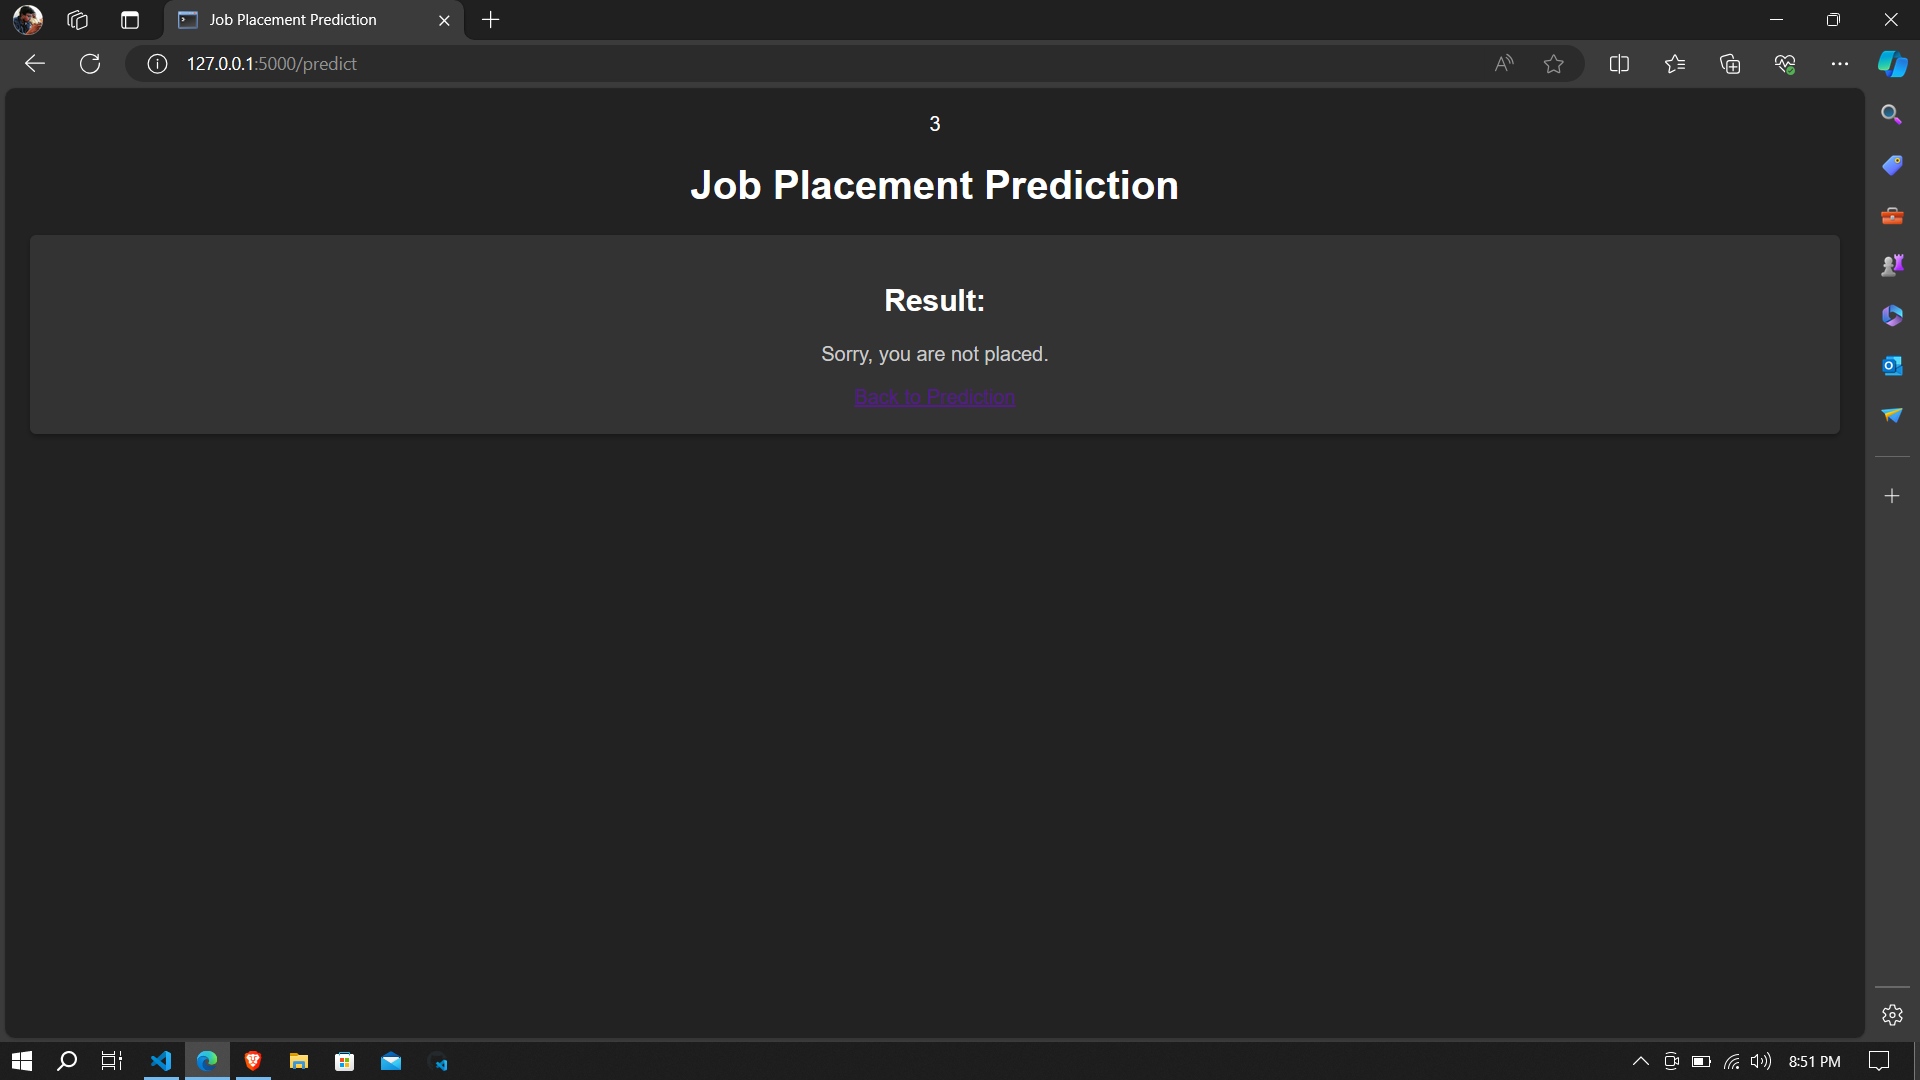 Job Placement Prediction
127.0.0.1:5000/predict
3
Job Placement Prediction
Result:
Sorry, you are not placed.
Back to Prediction
8:51 PM